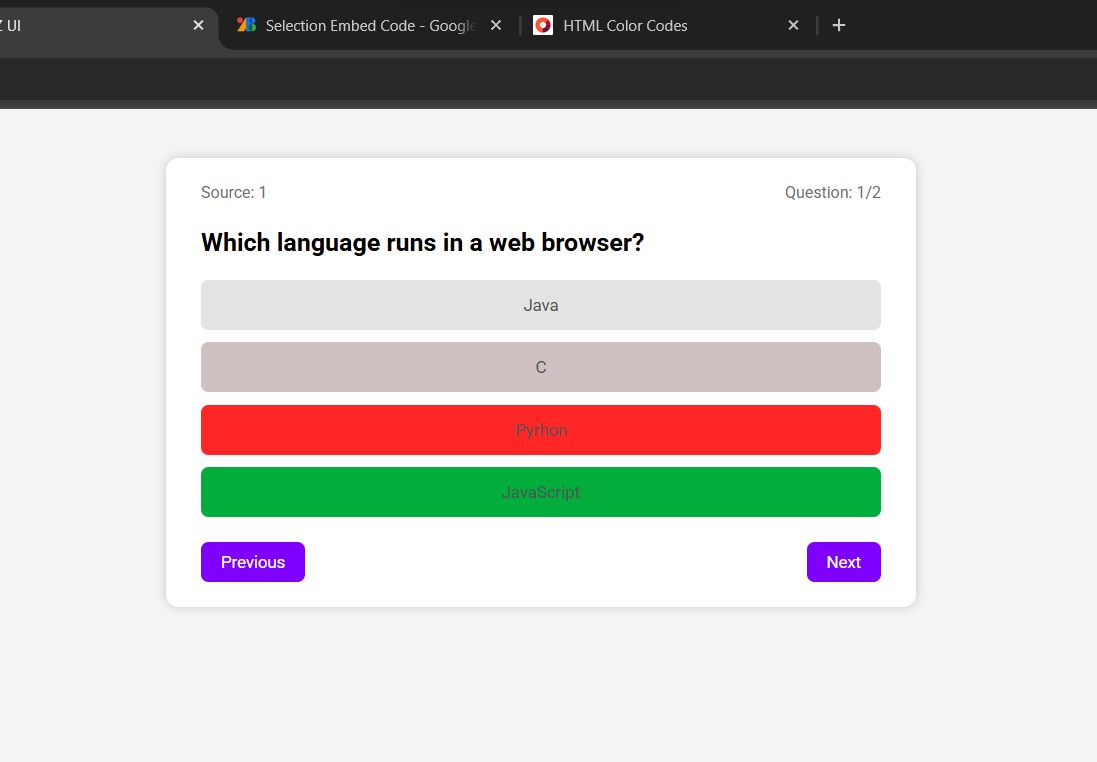 Z UI
Selection Embed Code - Google
HTML Color Codes
Source: 1
Question: 1/2
Which language runs in a web browser?
Java
C
Pyrhon
JavaScript
Previous
Next